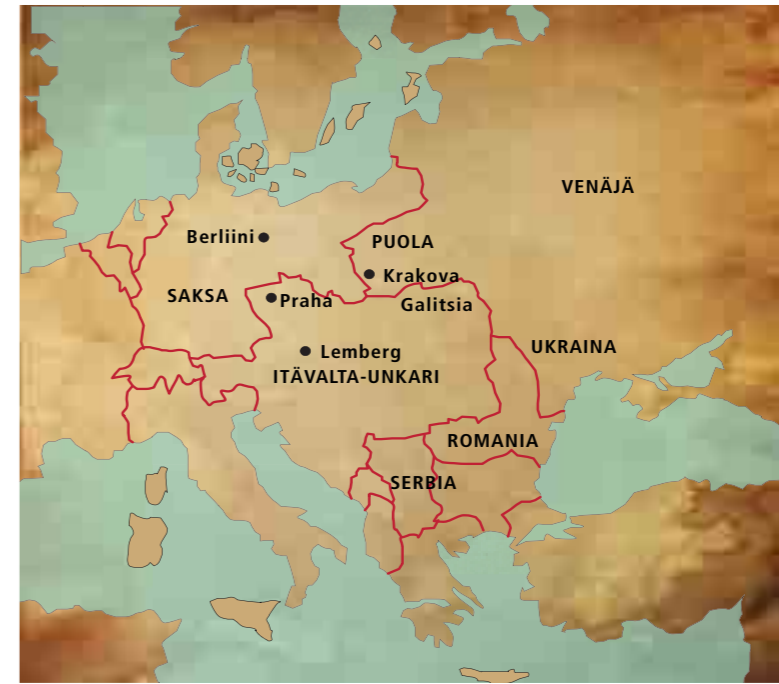 VENÄJÄ
Berliini
PUOLA
Krakova
SAKSA
Praha
Galitsia
UKRAINA
Lemberg
ITÄVALTA-UNKARI
ROMANIA
SERBIA